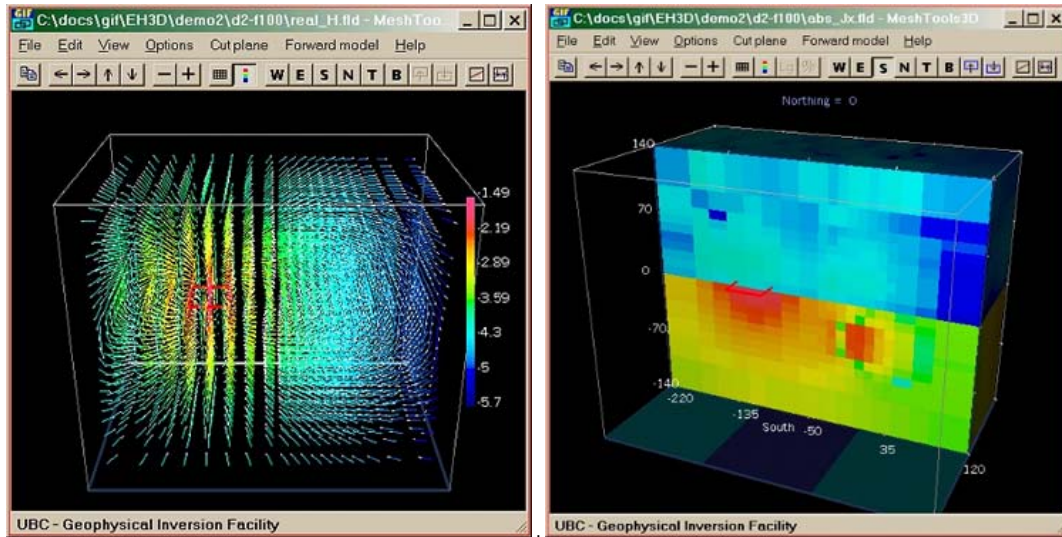 C:\docs\gif\EH3D\demo2\d2-f100\real_H.fld - MeshToo
File Edit View Options Cut plane Forward model Help
W E S N T B
-1.49
-2.19
-2.89
-3.59
-4.3
-5
-5.7
UBC - Geophysical Inversion Facility
.
C:\docs\gif\EH3D\demo2\d2-f100\abs_Jx.fld - MeshTools3D
File Edit View Options Cut plane Forward model Help
Lg % W E S N T B
Northing = 0
140
70
0
-70
-140
-220
-135
South
-50
35
120
UBC - Geophysical Inversion Facility